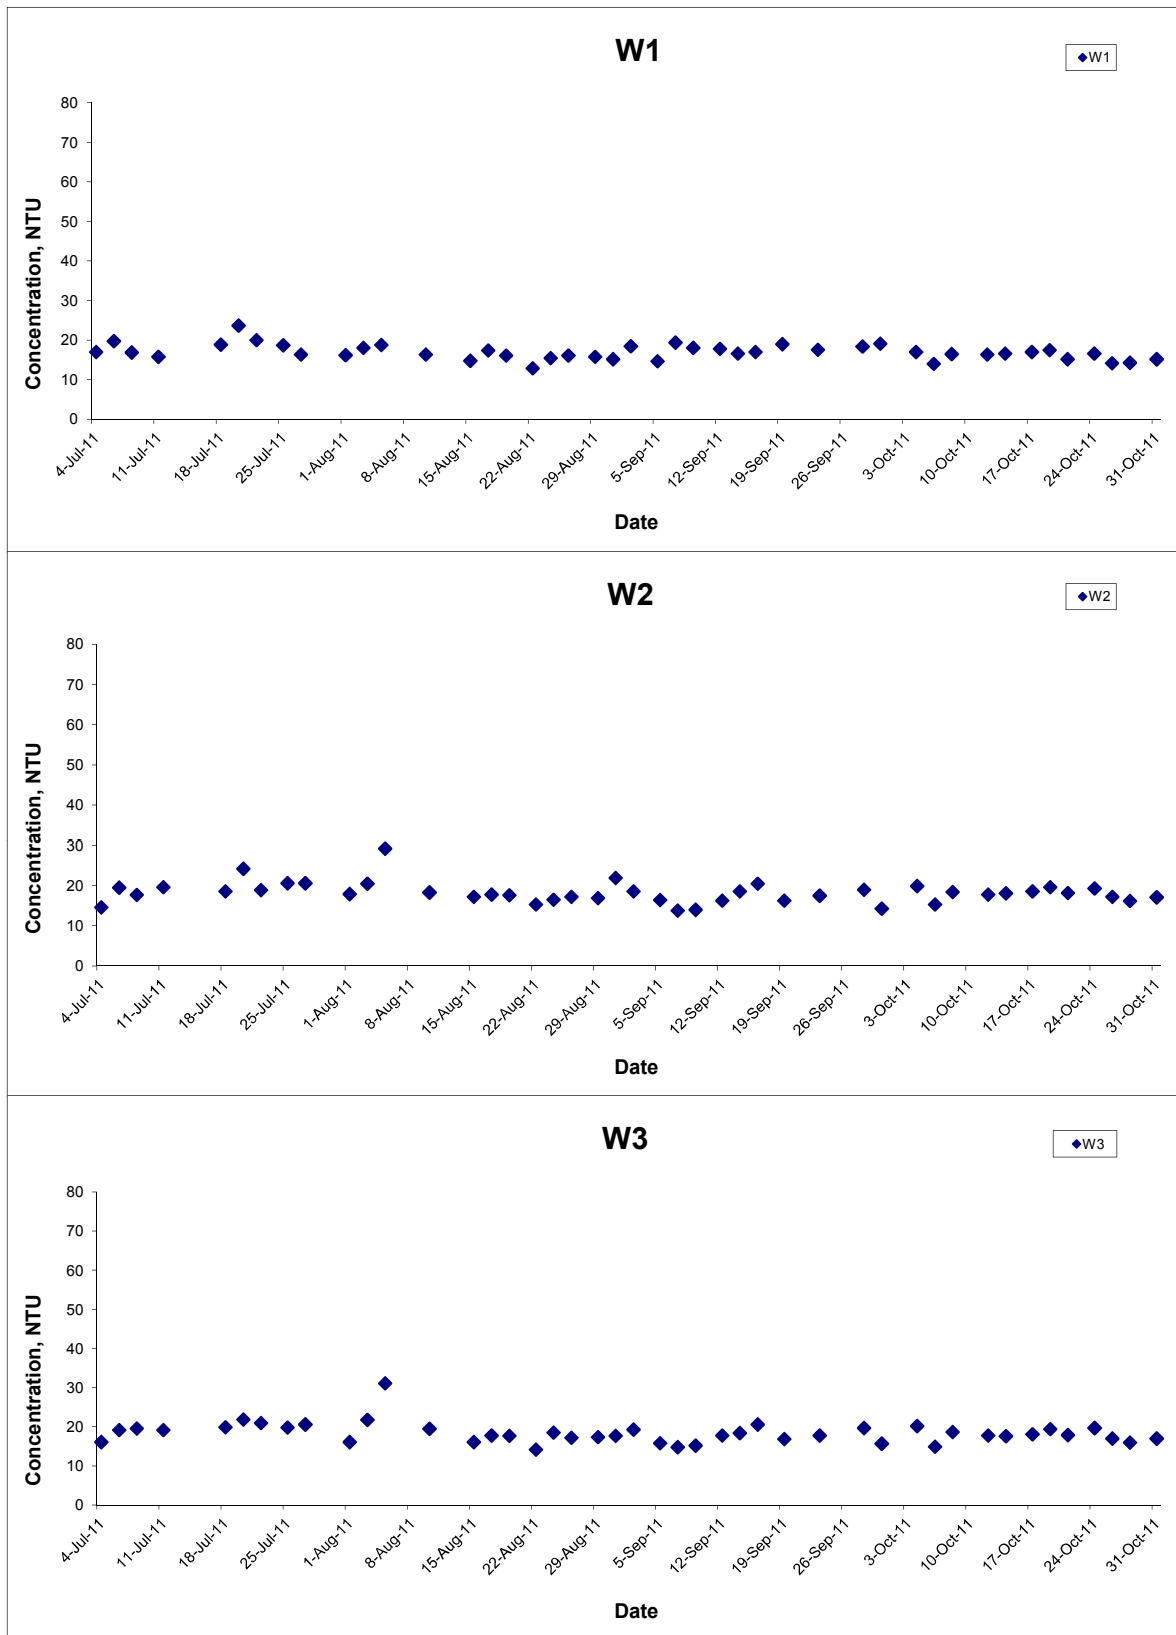 W1
W1
80
70
60
50
40
30
20
10
0
Concentration, NTU
4-Jul-11
11-Jul-11
18-Jul-11
25-Jul-11
1-Aug-11
8-Aug-11
15-Aug-11
22-Aug-11
29-Aug-11
5-Sep-11
12-Sep-11
19-Sep-11
26-Sep-11
3-Oct-11
10-Oct-11
17-Oct-11
24-Oct-11
31-Oct-11
Date
W2
W2
80
70
60
50
40
30
20
10
0
Concentration, NTU
4-Jul-11
11-Jul-11
18-Jul-11
25-Jul-11
1-Aug-11
8-Aug-11
15-Aug-11
22-Aug-11
29-Aug-11
5-Sep-11
12-Sep-11
19-Sep-11
26-Sep-11
3-Oct-11
10-Oct-11
17-Oct-11
24-Oct-11
31-Oct-11
Date
W3
W3
80
70
60
50
40
30
20
10
0
Concentration, NTU
4-Jul-11
11-Jul-11
18-Jul-11
25-Jul-11
1-Aug-11
8-Aug-11
15-Aug-11
22-Aug-11
29-Aug-11
5-Sep-11
12-Sep-11
19-Sep-11
26-Sep-11
3-Oct-11
10-Oct-11
17-Oct-11
24-Oct-11
31-Oct-11
Date